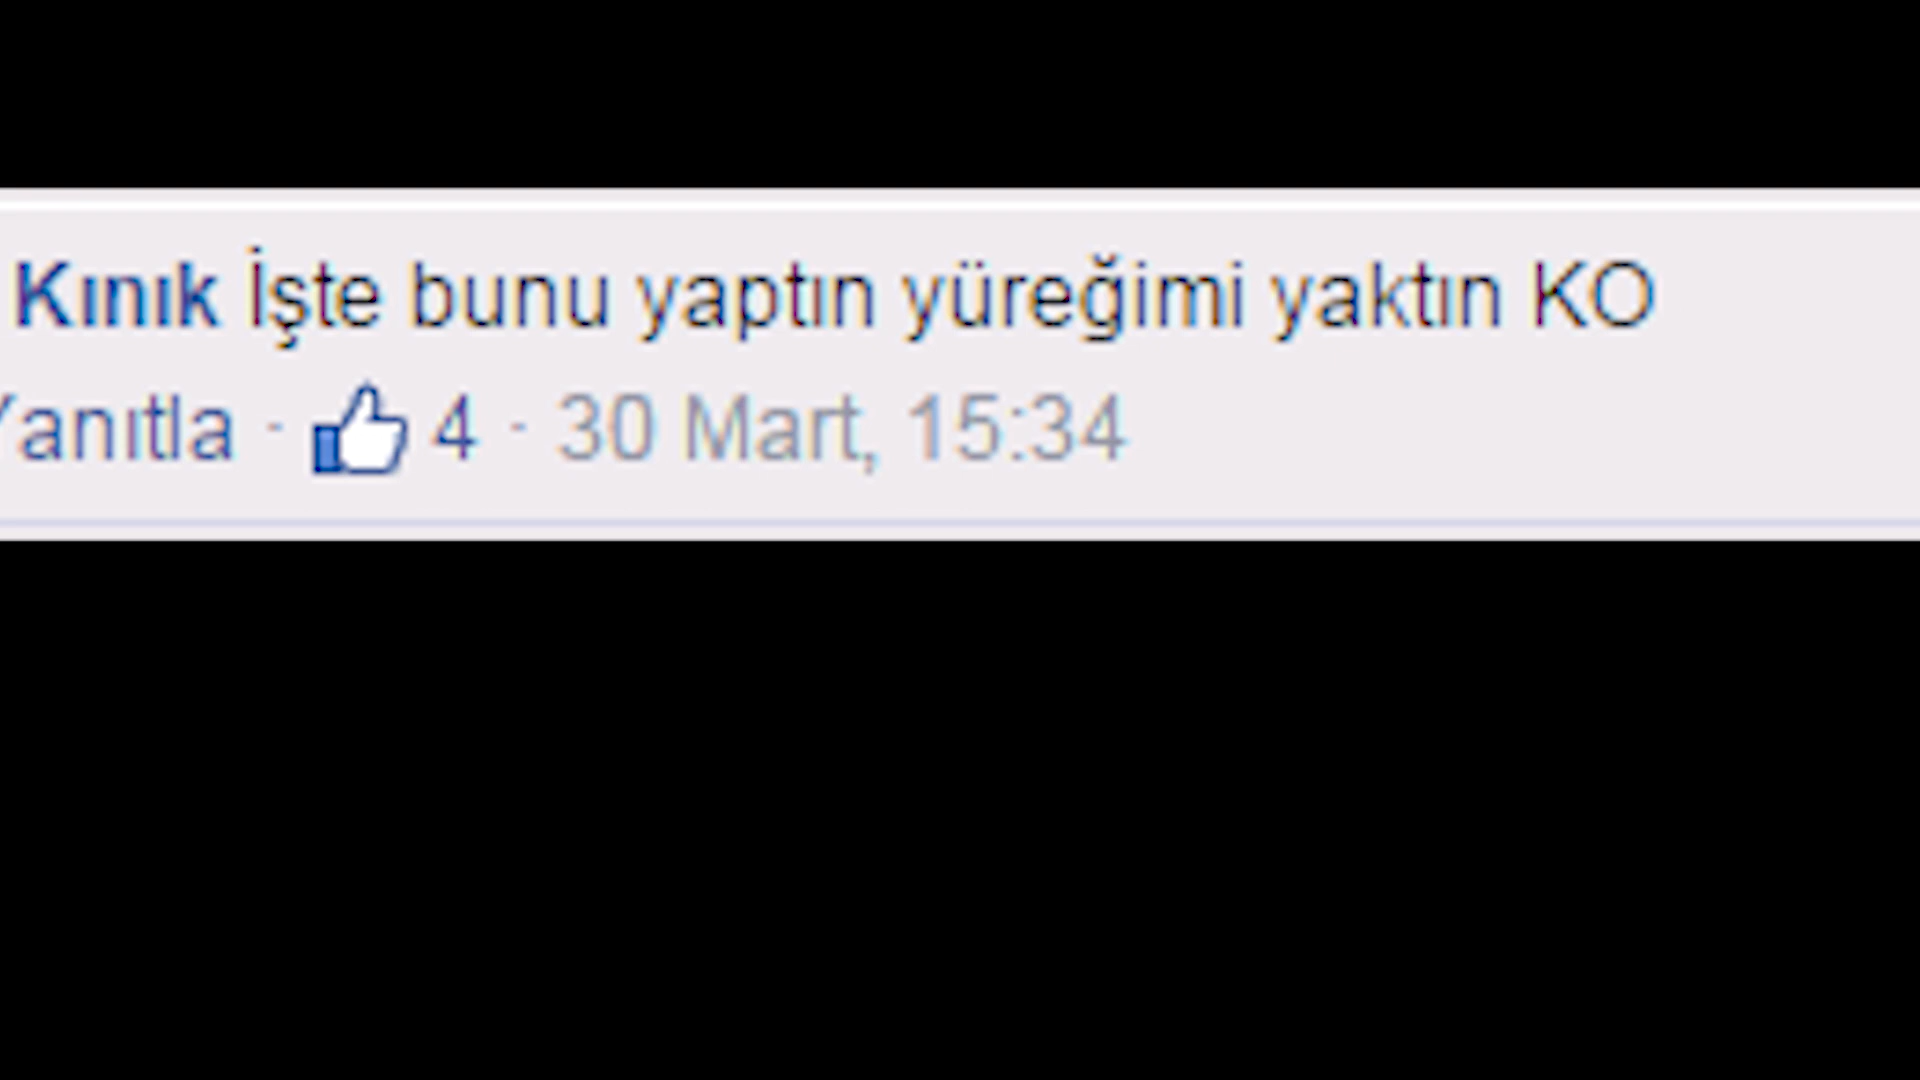 Kınık İşte bunu yaptın yüreğimi yaktın KO
Yanıtla · 4 · 30 Mart, 15:34